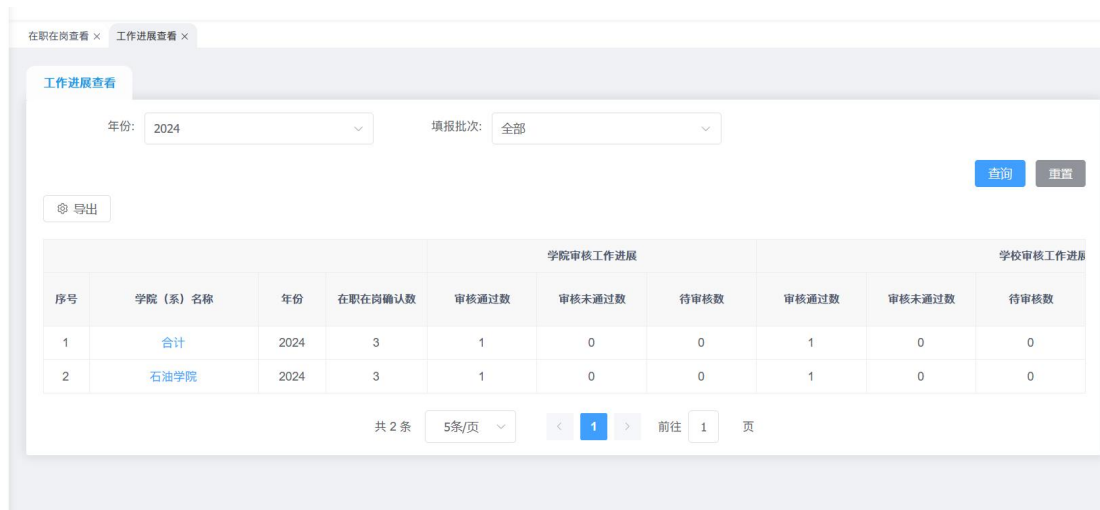 在职在岗查看 × 工作进展查看 ×
工作进展查看
年份: 2024 填报批次: 全部
查询 重置
导出
学院审核工作进展 学校审核工作进展
序号 学院（系）名称 年份 在职在岗确认数 审核通过数 审核未通过数 待审核数 审核通过数 审核未通过数 待审核数
1 合计 2024 3 1 0 0 1 0 0
2 石油学院 2024 3 1 0 0 1 0 0
共 2 条 5条/页 < 1 > 前往 1 页